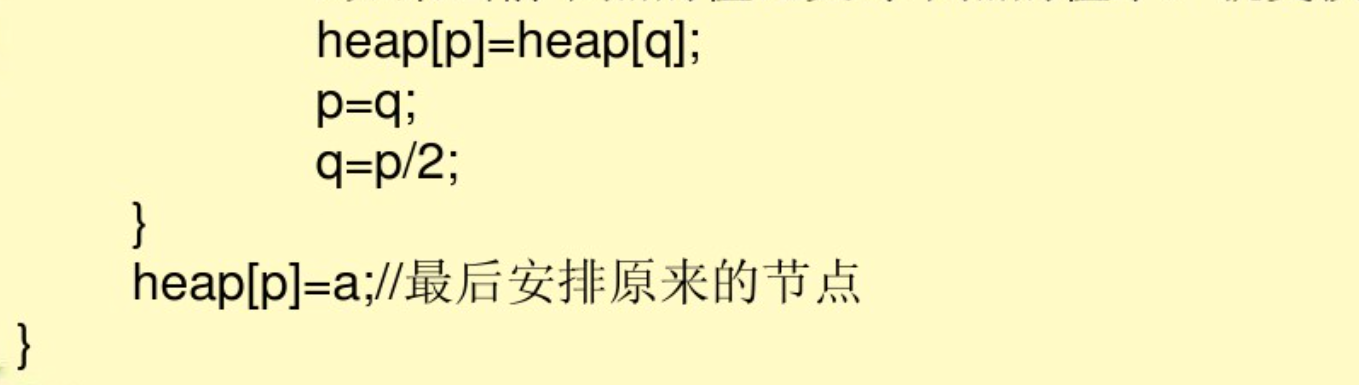 heap[p]=heap[q];
p=q;
q=p/2;
}
heap[p]=a;//最后安排原来的节点
}